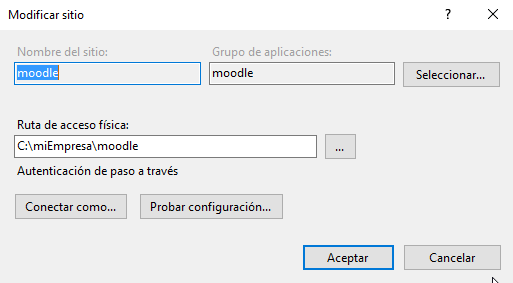 Modificar sitio
?
Nombre del sitio:
Grupo de aplicaciones:
moodle
moodle
Seleccionar...
Ruta de acceso física:
C:\miEmpresa\moodle
...
Autenticación de paso a través
Conectar como...
Probar configuración...
Aceptar
Cancelar